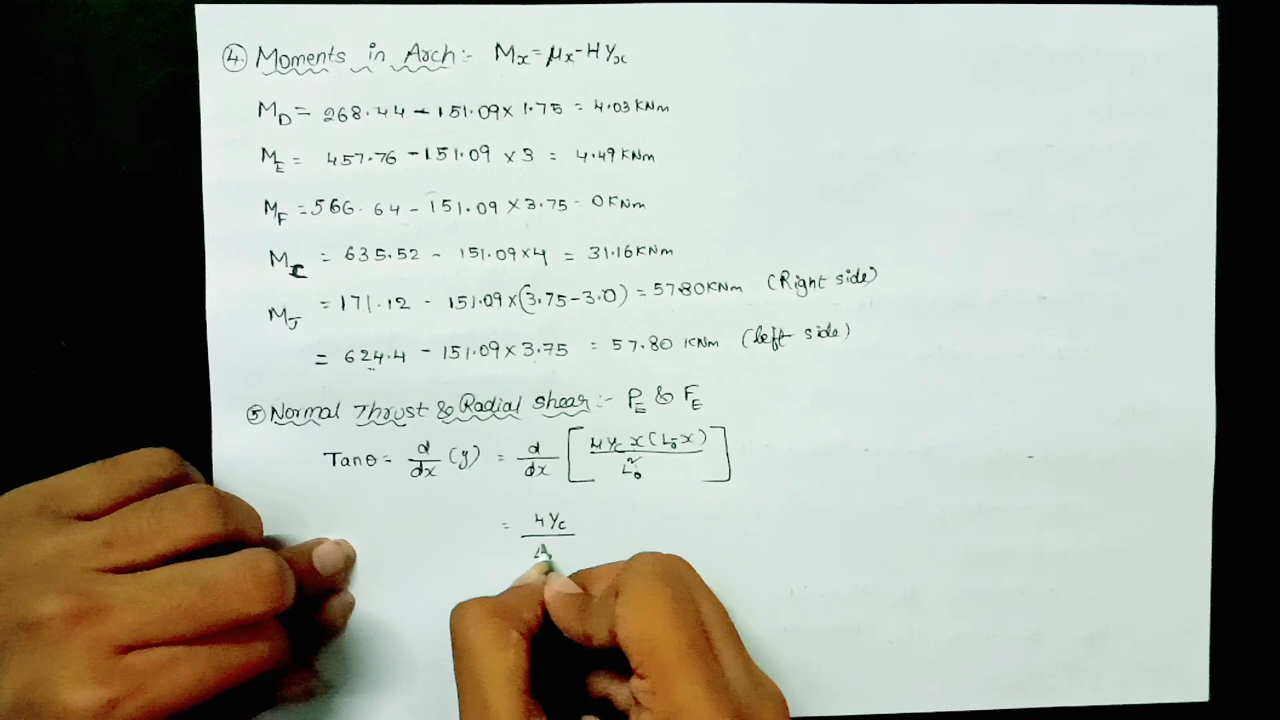 ④ Moments in Arch:- Mx = μx - HYx
MD = 268.44 - 151.09 × 1.75 = 4.03 KNm
ME = 457.76 - 151.09 × 3 = 4.49 KNm
MF = 566.64 - 151.09 × 3.75 = 0 KNm
MI = 635.52 - 151.09 × 4 = 31.16 KNm
MJ = 171.12 - 151.09 × (3.75 - 3.0) = 57.80 KNm (Right side)
= 624.4 - 151.09 × 3.75 = 57.80 KNm (left side)
⑤ Normal Thrust & Radial Shear:- PE & FE
Tanθ = d/dx (y) = d/dx [4Yc x(L0-x)/L0²]
= 4Yc